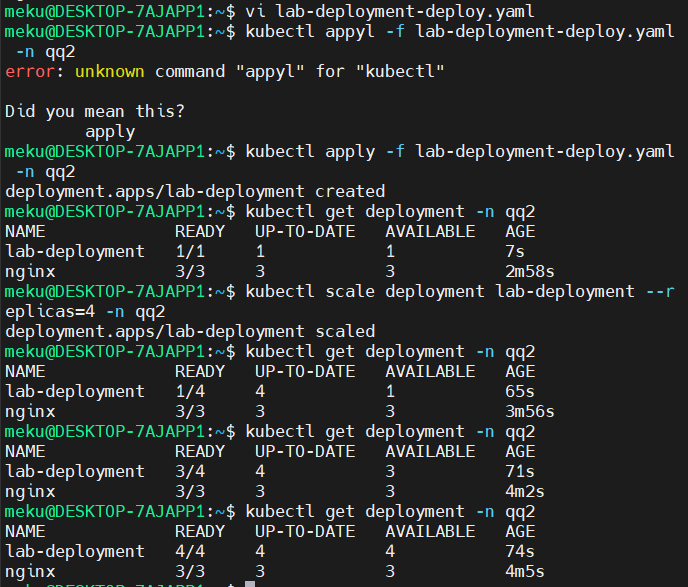 meku@DESKTOP-7AJAPP1:~$ vi lab-deployment-deploy.yaml
meku@DESKTOP-7AJAPP1:~$ kubectl appyl -f lab-deployment-deploy.yaml
 -n qq2
error: unknown command "appyl" for "kubectl"

Did you mean this?
        apply
meku@DESKTOP-7AJAPP1:~$ kubectl apply -f lab-deployment-deploy.yaml
 -n qq2
deployment.apps/lab-deployment created
meku@DESKTOP-7AJAPP1:~$ kubectl get deployment -n qq2
NAME             READY   UP-TO-DATE   AVAILABLE   AGE
lab-deployment   1/1     1            1           7s
nginx            3/3     3            3           2m58s
meku@DESKTOP-7AJAPP1:~$ kubectl scale deployment lab-deployment --r
eplicas=4 -n qq2
deployment.apps/lab-deployment scaled
meku@DESKTOP-7AJAPP1:~$ kubectl get deployment -n qq2
NAME             READY   UP-TO-DATE   AVAILABLE   AGE
lab-deployment   1/4     4            1           65s
nginx            3/3     3            3           3m56s
meku@DESKTOP-7AJAPP1:~$ kubectl get deployment -n qq2
NAME             READY   UP-TO-DATE   AVAILABLE   AGE
lab-deployment   3/4     4            3           71s
nginx            3/3     3            3           4m2s
meku@DESKTOP-7AJAPP1:~$ kubectl get deployment -n qq2
NAME             READY   UP-TO-DATE   AVAILABLE   AGE
lab-deployment   4/4     4            4           74s
nginx            3/3     3            3           4m5s